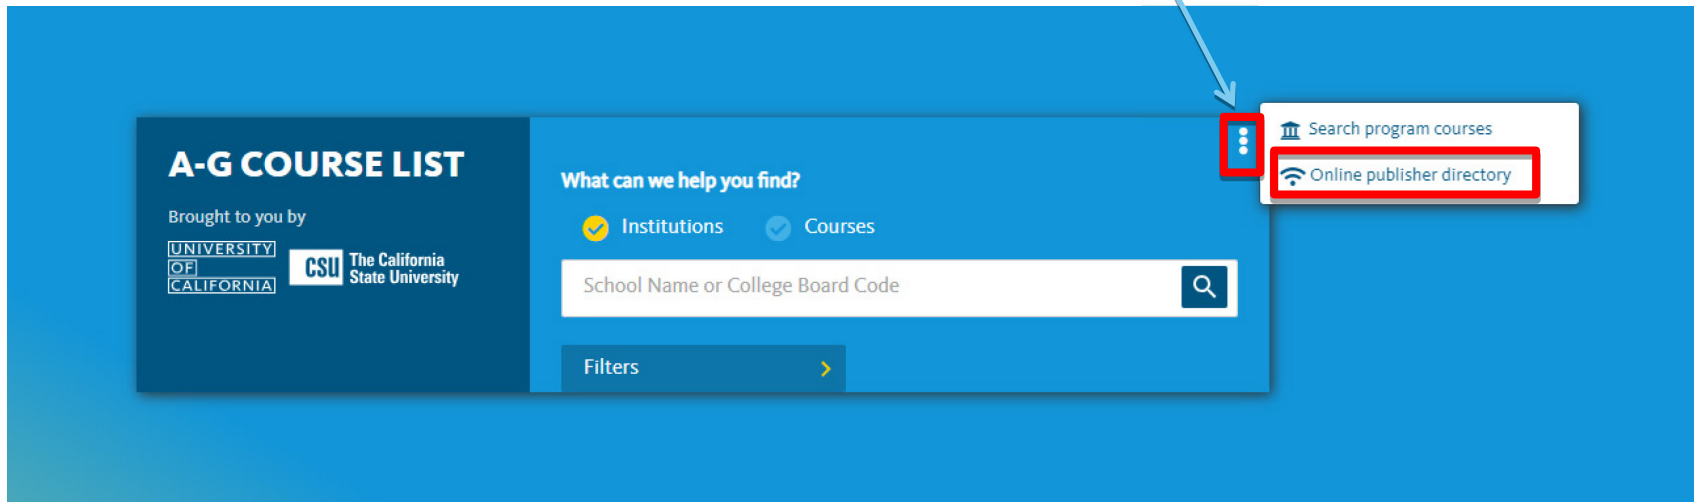 A-G COURSE LIST
Brought to you by
UNIVERSITY
OF
CALIFORNIA
CSU The California
State University
What can we help you find?
Institutions Courses
School Name or College Board Code
Filters
Search program courses
Online publisher directory